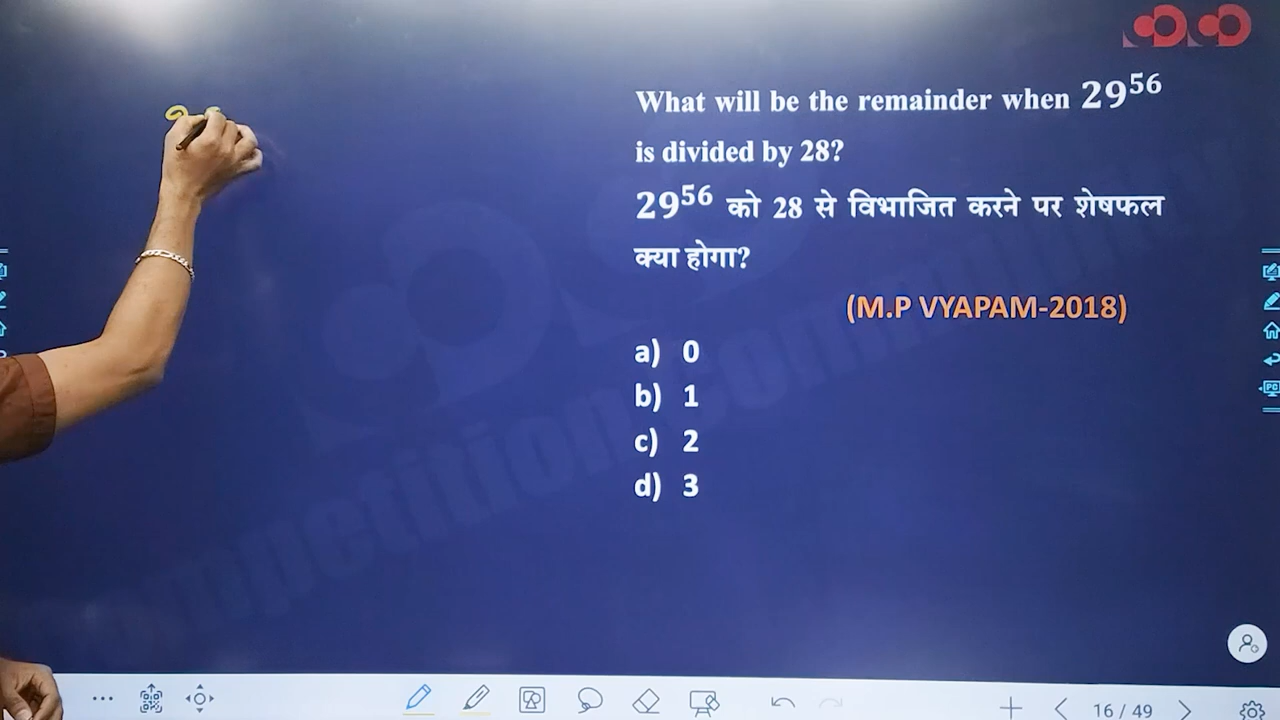 What will be the remainder when 29^56
is divided by 28?
29^56 को 28 से विभाजित करने पर शेषफल
क्या होगा?
(M.P VYAPAM-2018)
a) 0
b) 1
c) 2
d) 3
16 / 49
PC